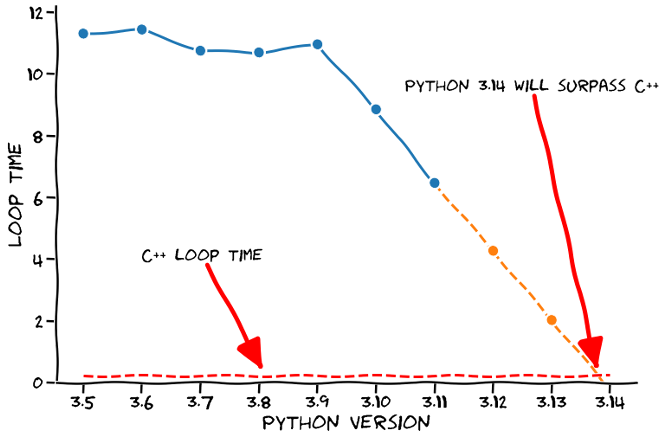 12
10
8
6
4
2
0
LOOP TIME
PYTHON 3.14 WILL SURPASS C++
C++ LOOP TIME
3.5 3.6 3.7 3.8 3.9 3.10 3.11 3.12 3.13 3.14
PYTHON VERSION